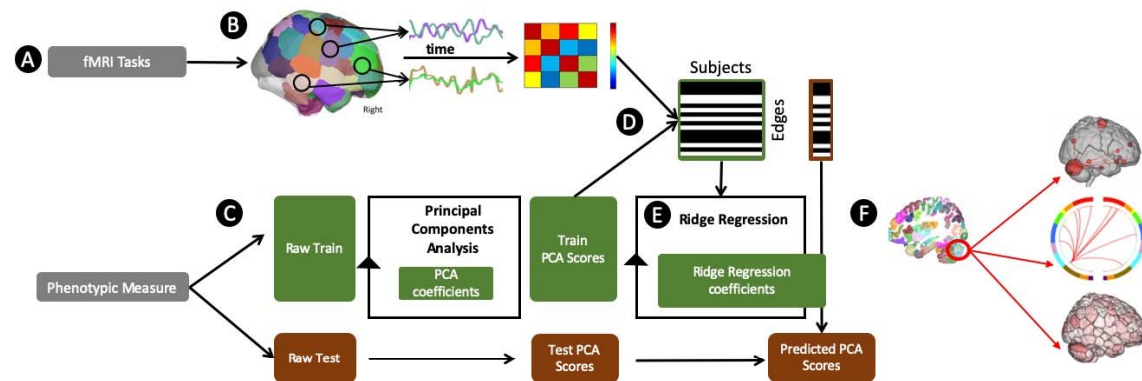 A
fMRI Tasks
B
time
Right
Subjects
Edges
D
C
Raw Train
Principal
Components
Analysis
PCA
coefficients
Train
PCA Scores
E
Ridge Regression
Ridge Regression
coefficients
F
Phenotypic Measure
Raw Test
Test PCA
Scores
Predicted PCA
Scores